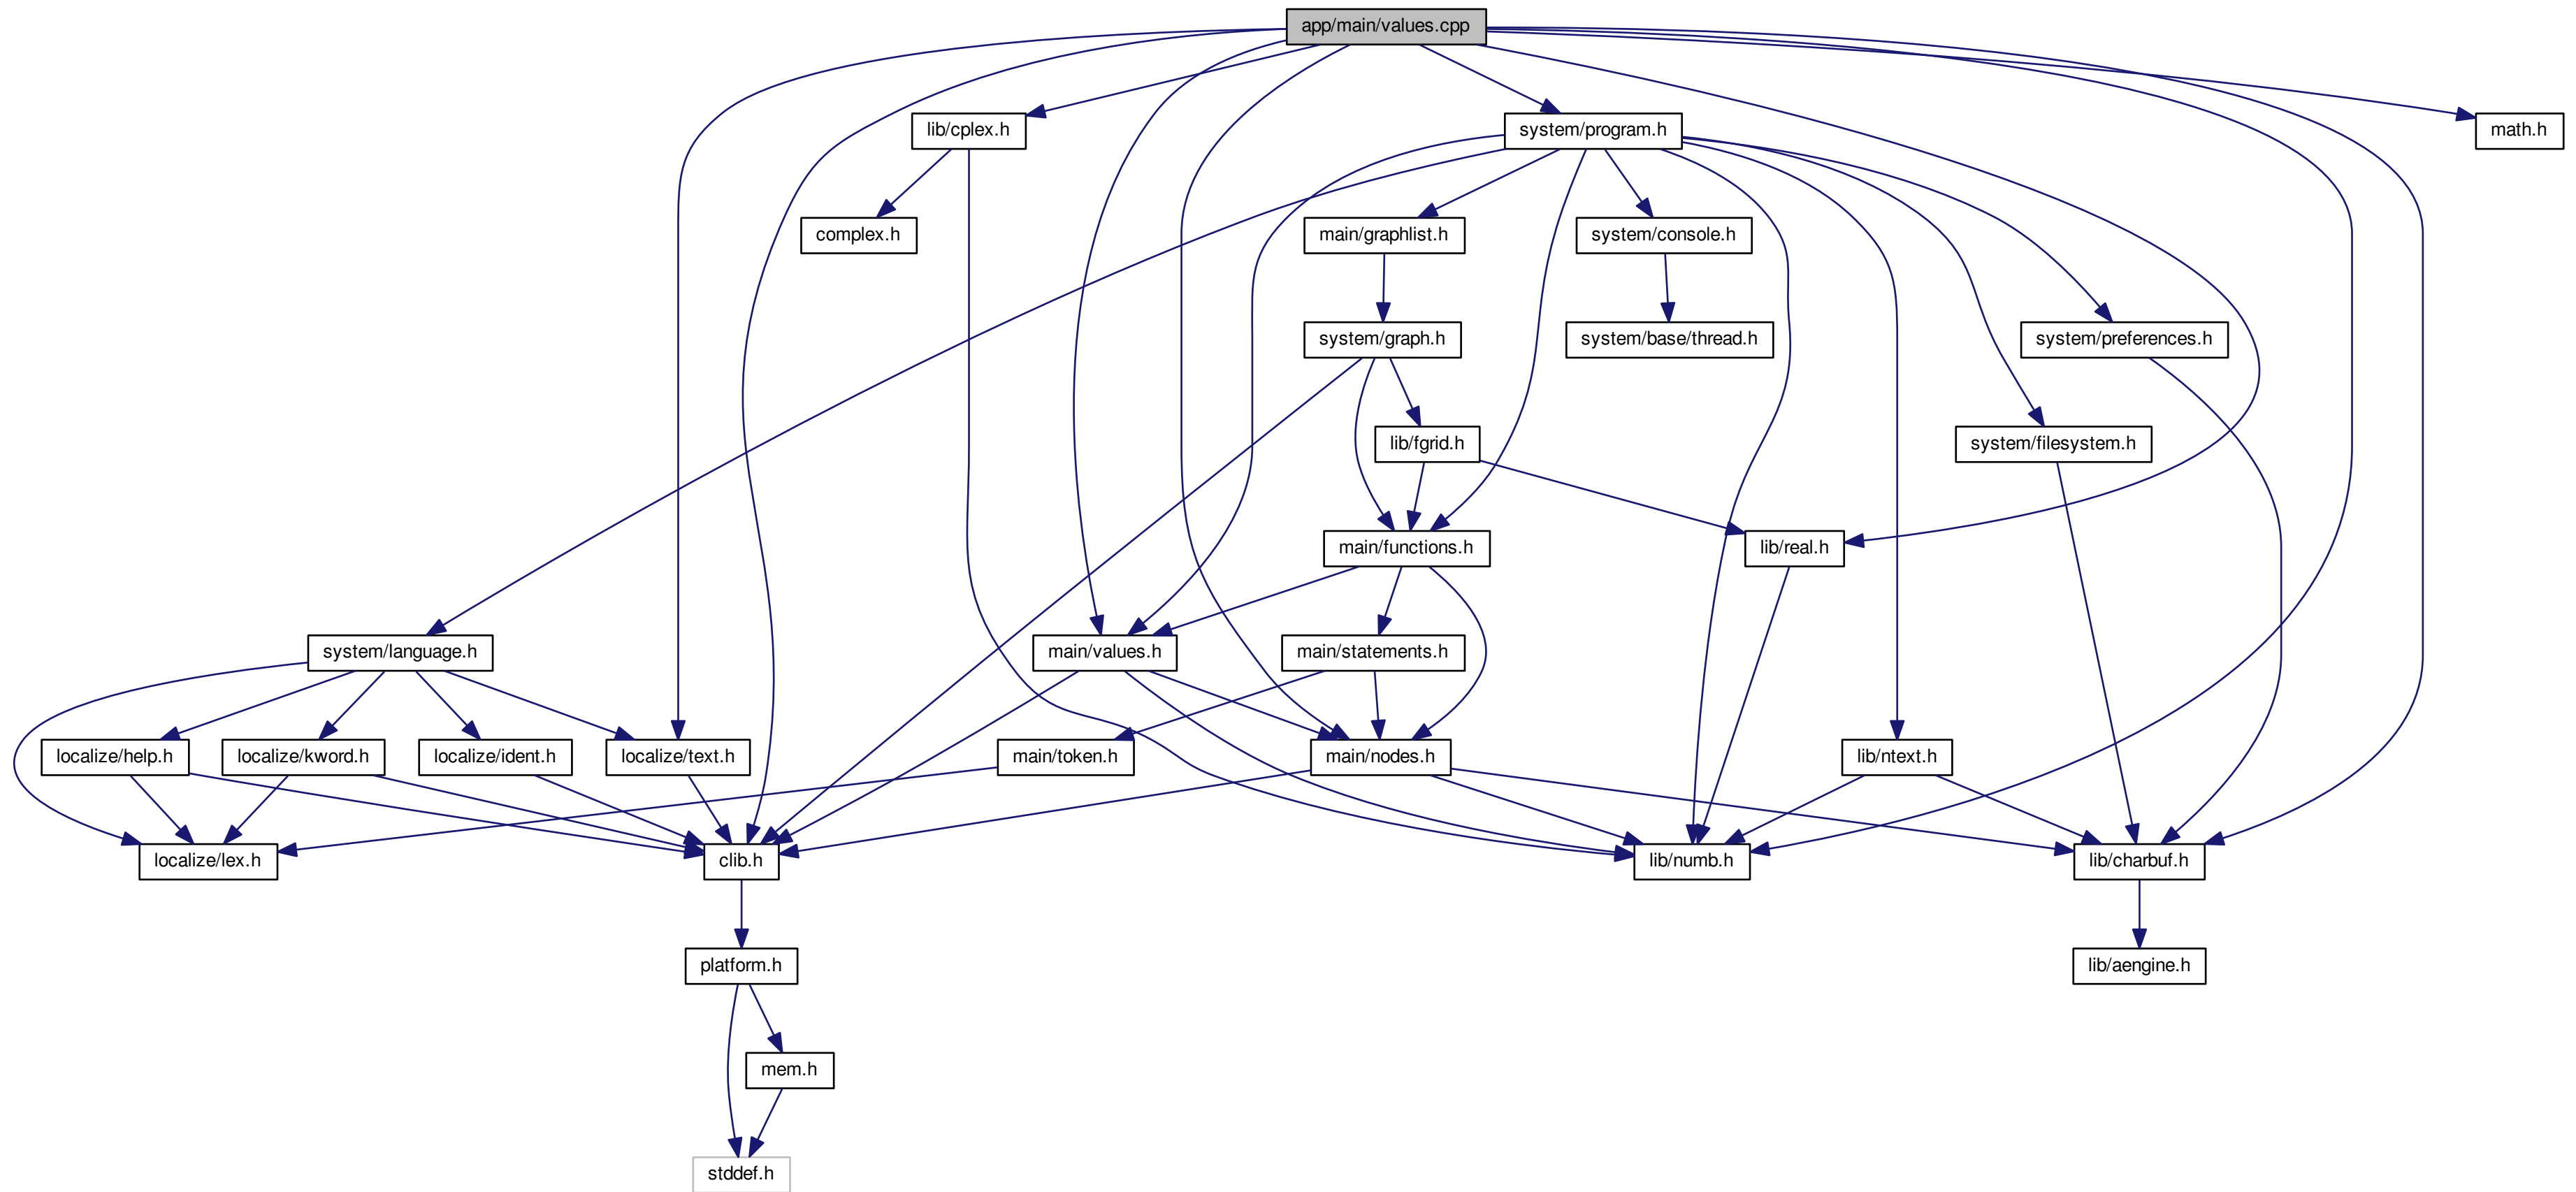 app/main/values.cpp
lib/cplex.h
system/program.h
math.h
complex.h
main/graphlist.h
system/console.h
system/graph.h
system/base/thread.h
system/preferences.h
lib/fgrid.h
system/filesystem.h
main/functions.h
lib/real.h
system/language.h
main/values.h
main/statements.h
localize/help.h
localize/kword.h
localize/ident.h
localize/text.h
main/token.h
main/nodes.h
lib/ntext.h
localize/lex.h
clib.h
lib/numb.h
lib/charbuf.h
platform.h
lib/aengine.h
mem.h
stddef.h